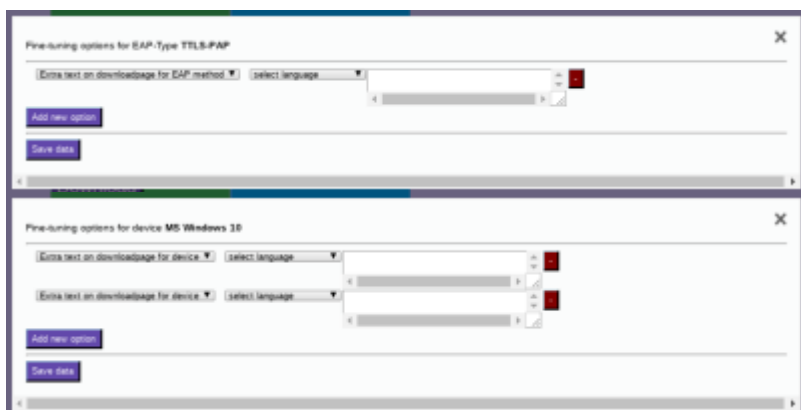 Fine-tuning options for EAP-Type TTLS-PAP
Extra text on downloadpage for EAP method select language -
Add new option
Save data
Fine-tuning options for device MS Windows 10
Extra text on downloadpage for device select language -
Extra text on downloadpage for device select language -
Add new option
Save data